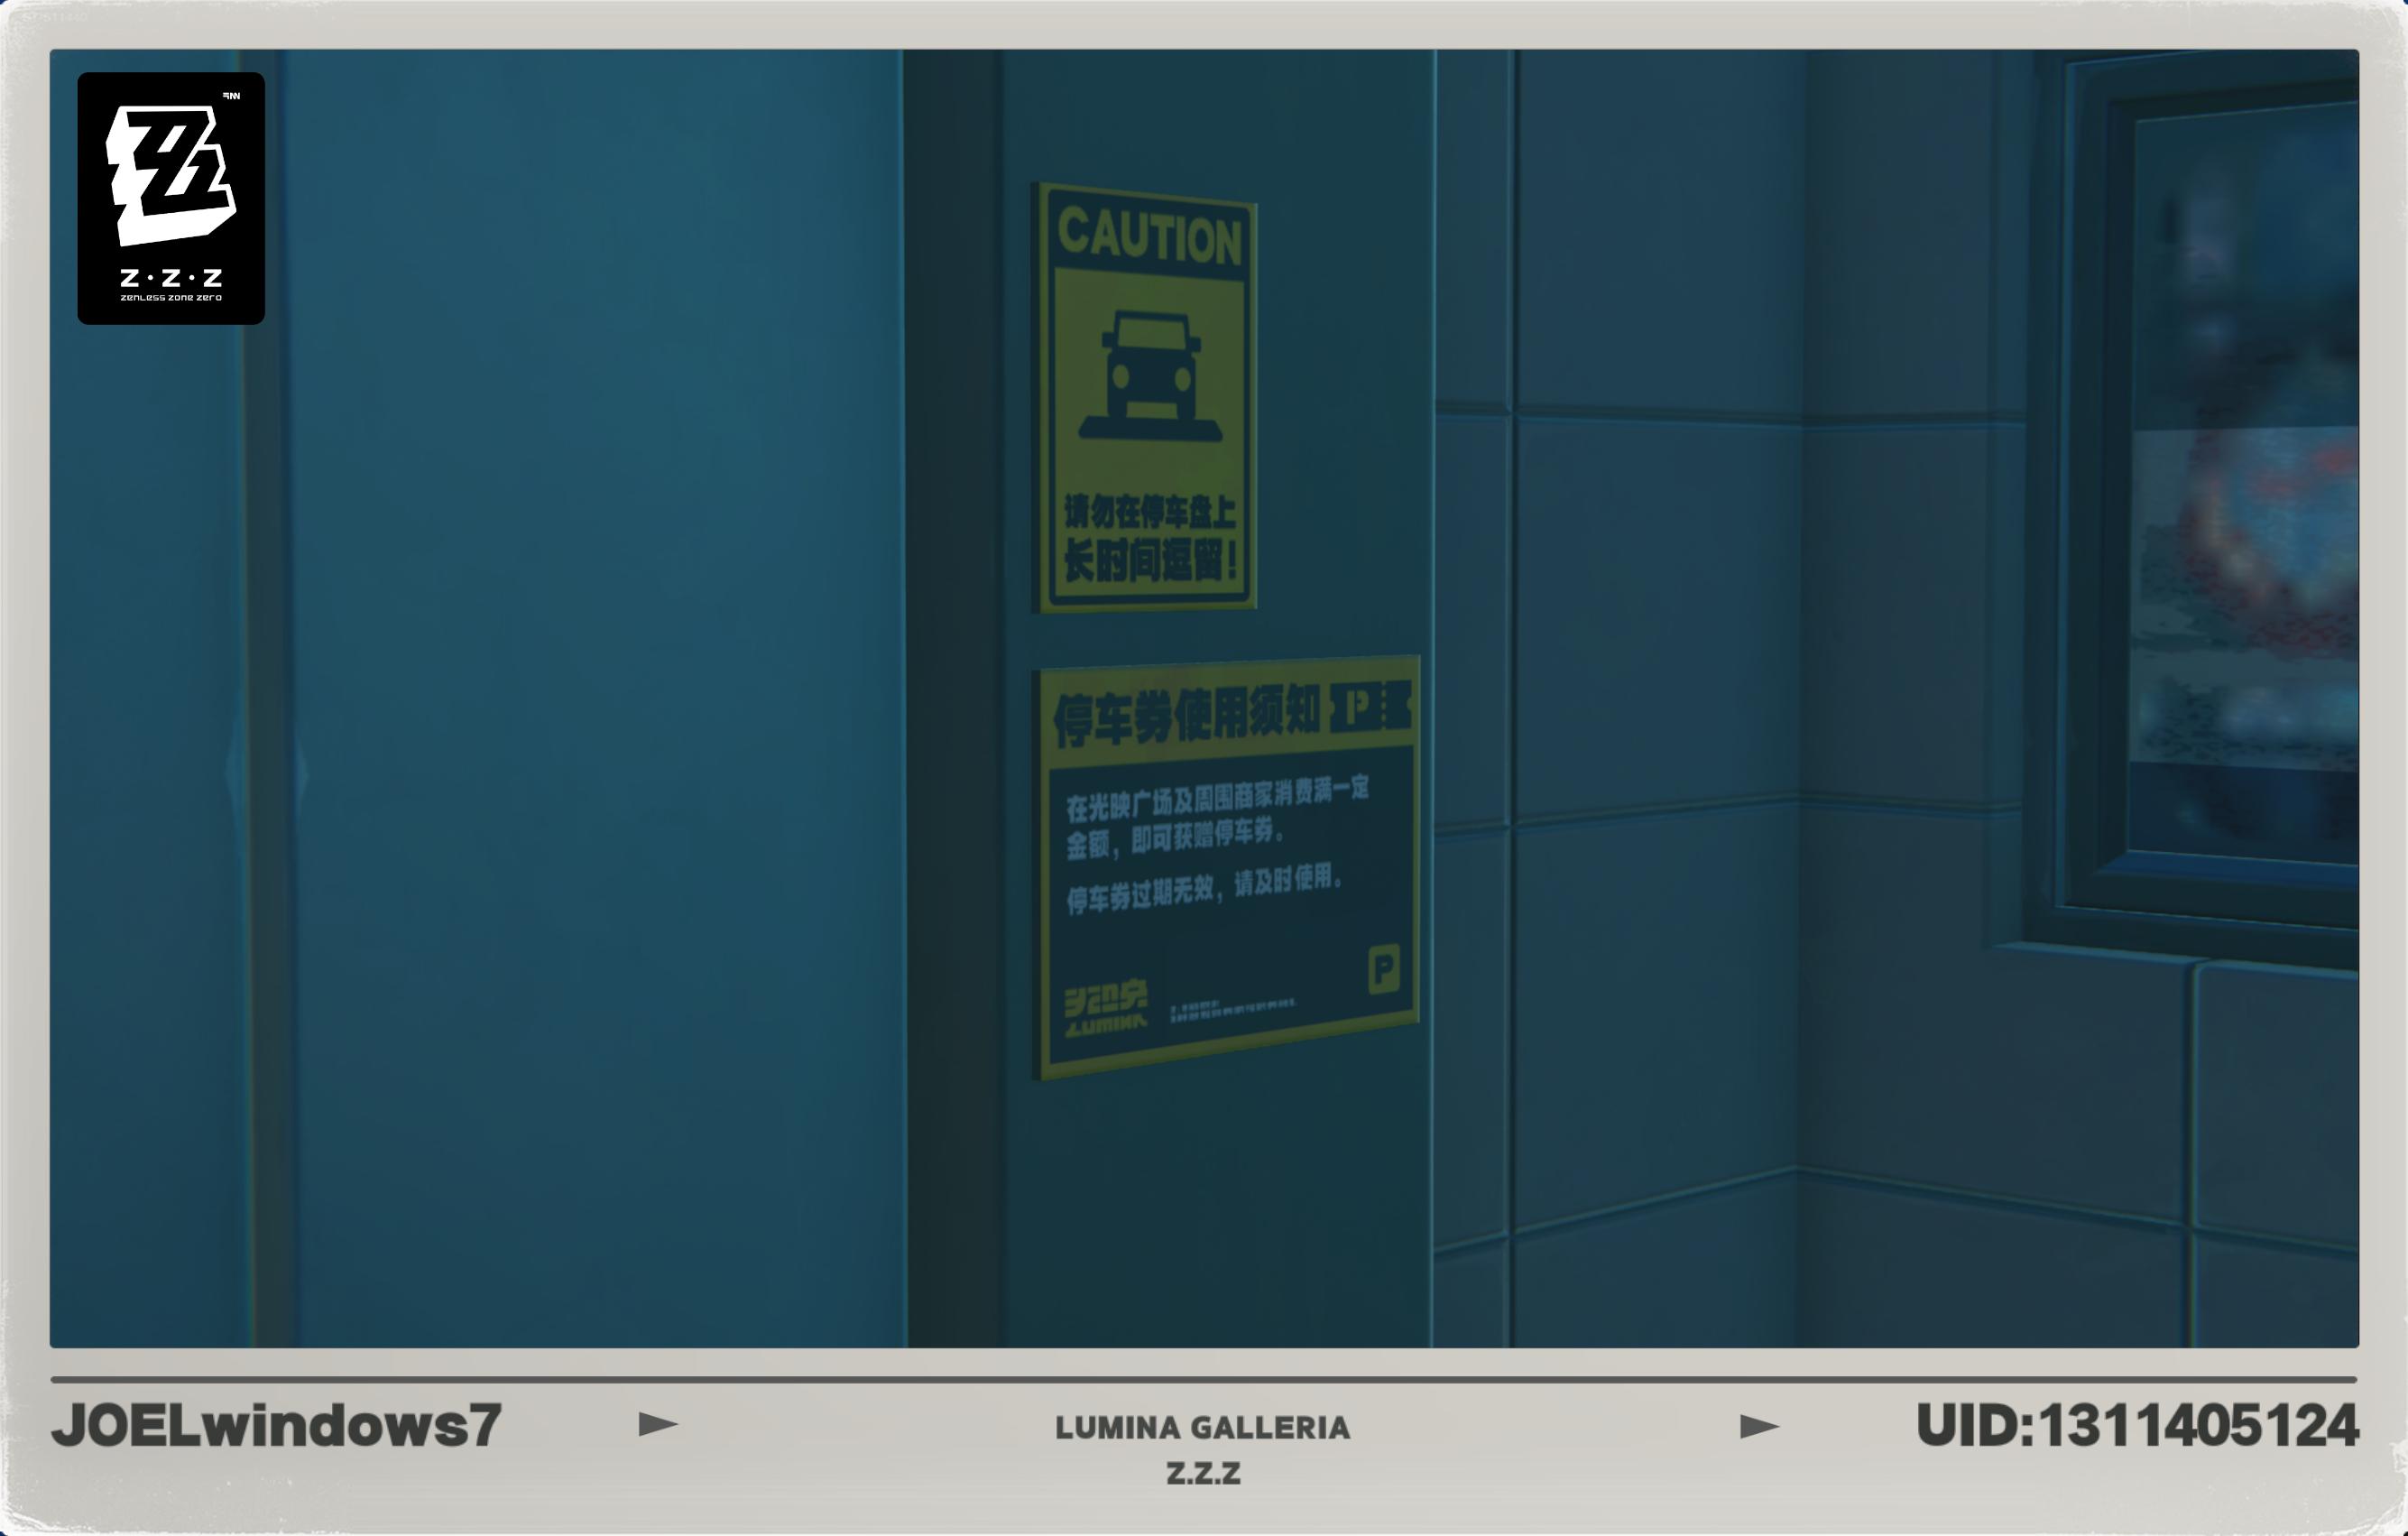 Z·Z·Z
ZENLESS ZONE ZERO
CAUTION
请勿在停车盘上
长时间逗留!
停车券使用须知 P
在光映广场及周围商家消费满一定
金额，即可获赠停车券。
停车券过期无效，请及时使用。
P
LUMINA
JOELwindows7
LUMINA GALLERIA
UID:1311405124
Z.Z.Z